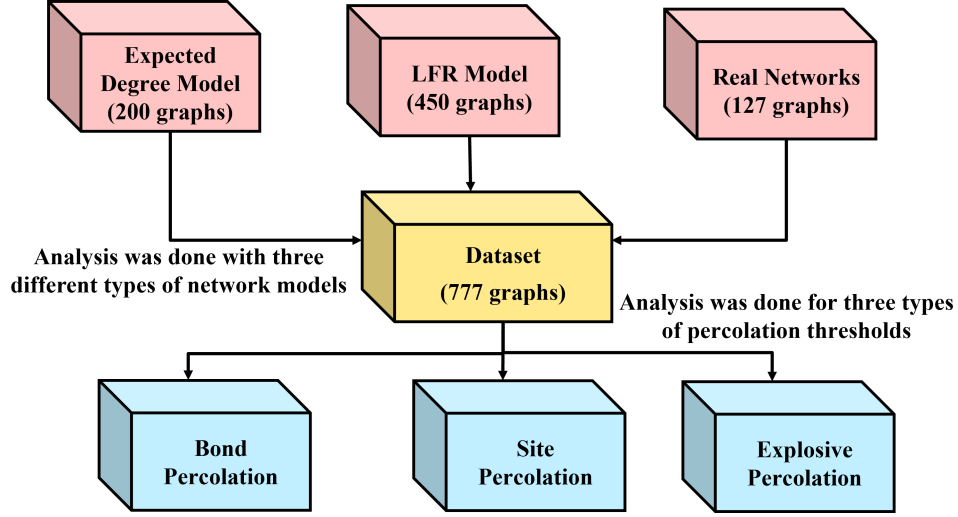 Expected
Degree Model
(200 graphs)
LFR Model
(450 graphs)
Real Networks
(127 graphs)
Analysis was done with three
different types of network models
Dataset
(777 graphs)
Analysis was done for three types
of percolation thresholds
Bond
Percolation
Site
Percolation
Explosive
Percolation